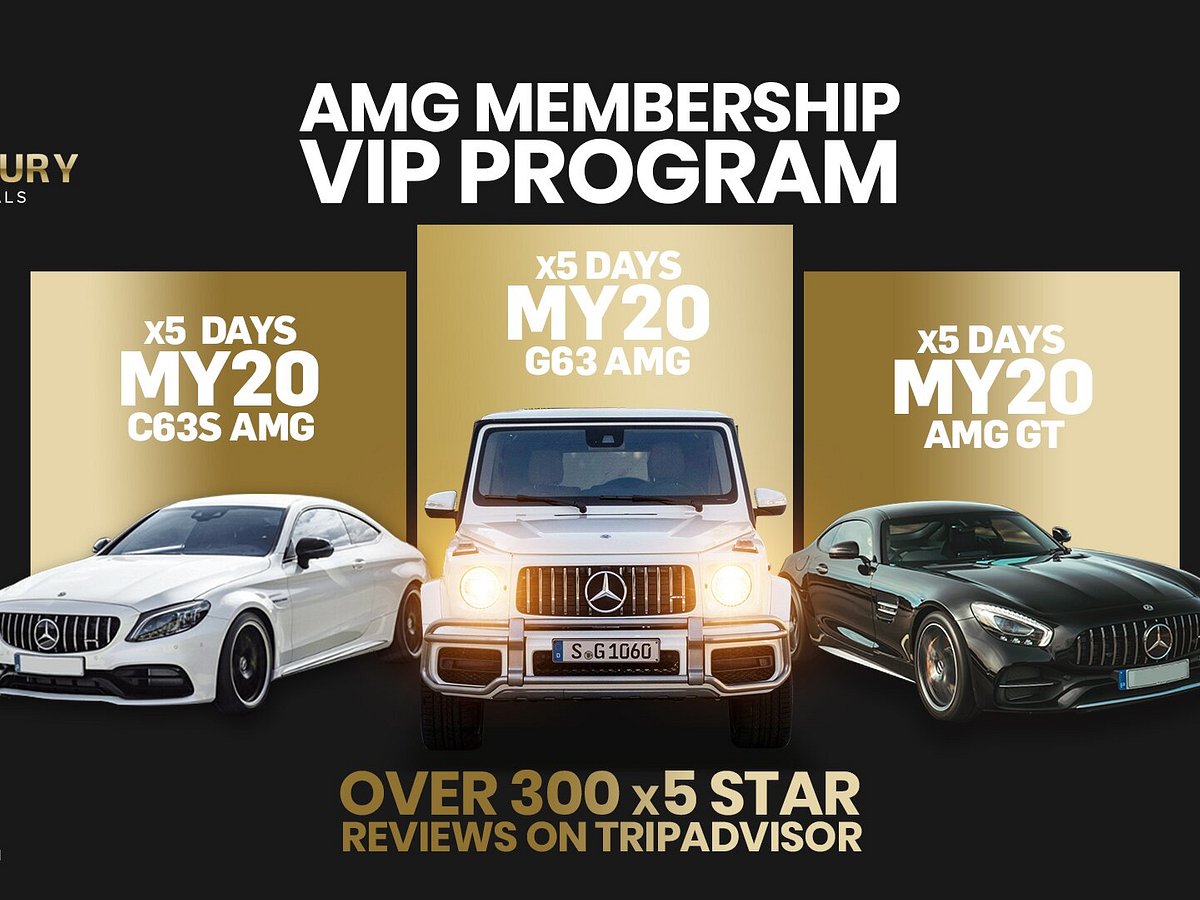 AMG MEMBERSHIP
VIP PROGRAM
URY
LS
x5 DAYS
MY20
C63S AMG
x5 DAYS
MY20
G63 AMG
x5 DAYS
MY20
AMG GT
S G 1060
OVER 300 x5 STAR
REVIEWS ON TRIPADVISOR